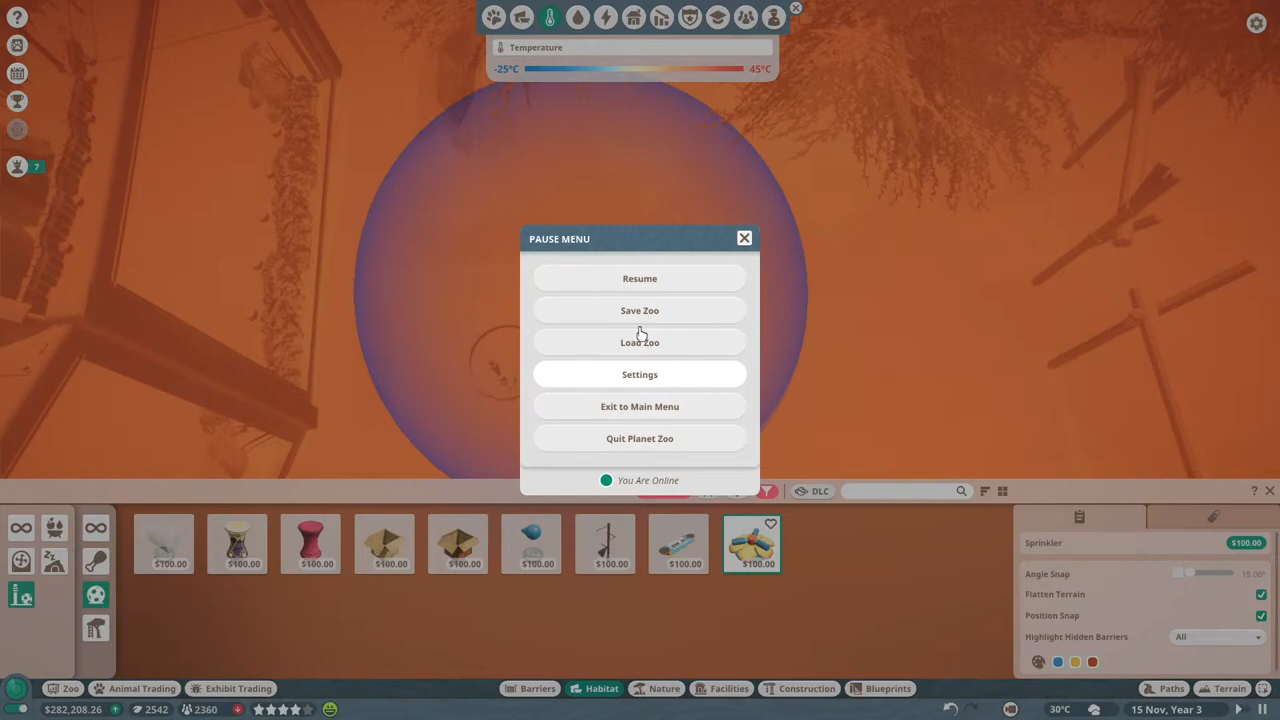 ?
Temperature
-25°C 45°C
7
PAUSE MENU
Resume
Save Zoo
Load Zoo
Settings
Exit to Main Menu
Quit Planet Zoo
You Are Online
DLC
?
$100.00 $100.00 $100.00 $100.00 $100.00 $100.00 $100.00 $100.00 $100.00
Sprinkler $100.00
Angle Snap 15.00°
Flatten Terrain
Position Snap
Highlight Hidden Barriers All
Zoo Animal Trading Exhibit Trading Barriers Habitat Nature Facilities Construction Blueprints Paths Terrain
$282,208.26 2542 2360 30°C 15 Nov, Year 3